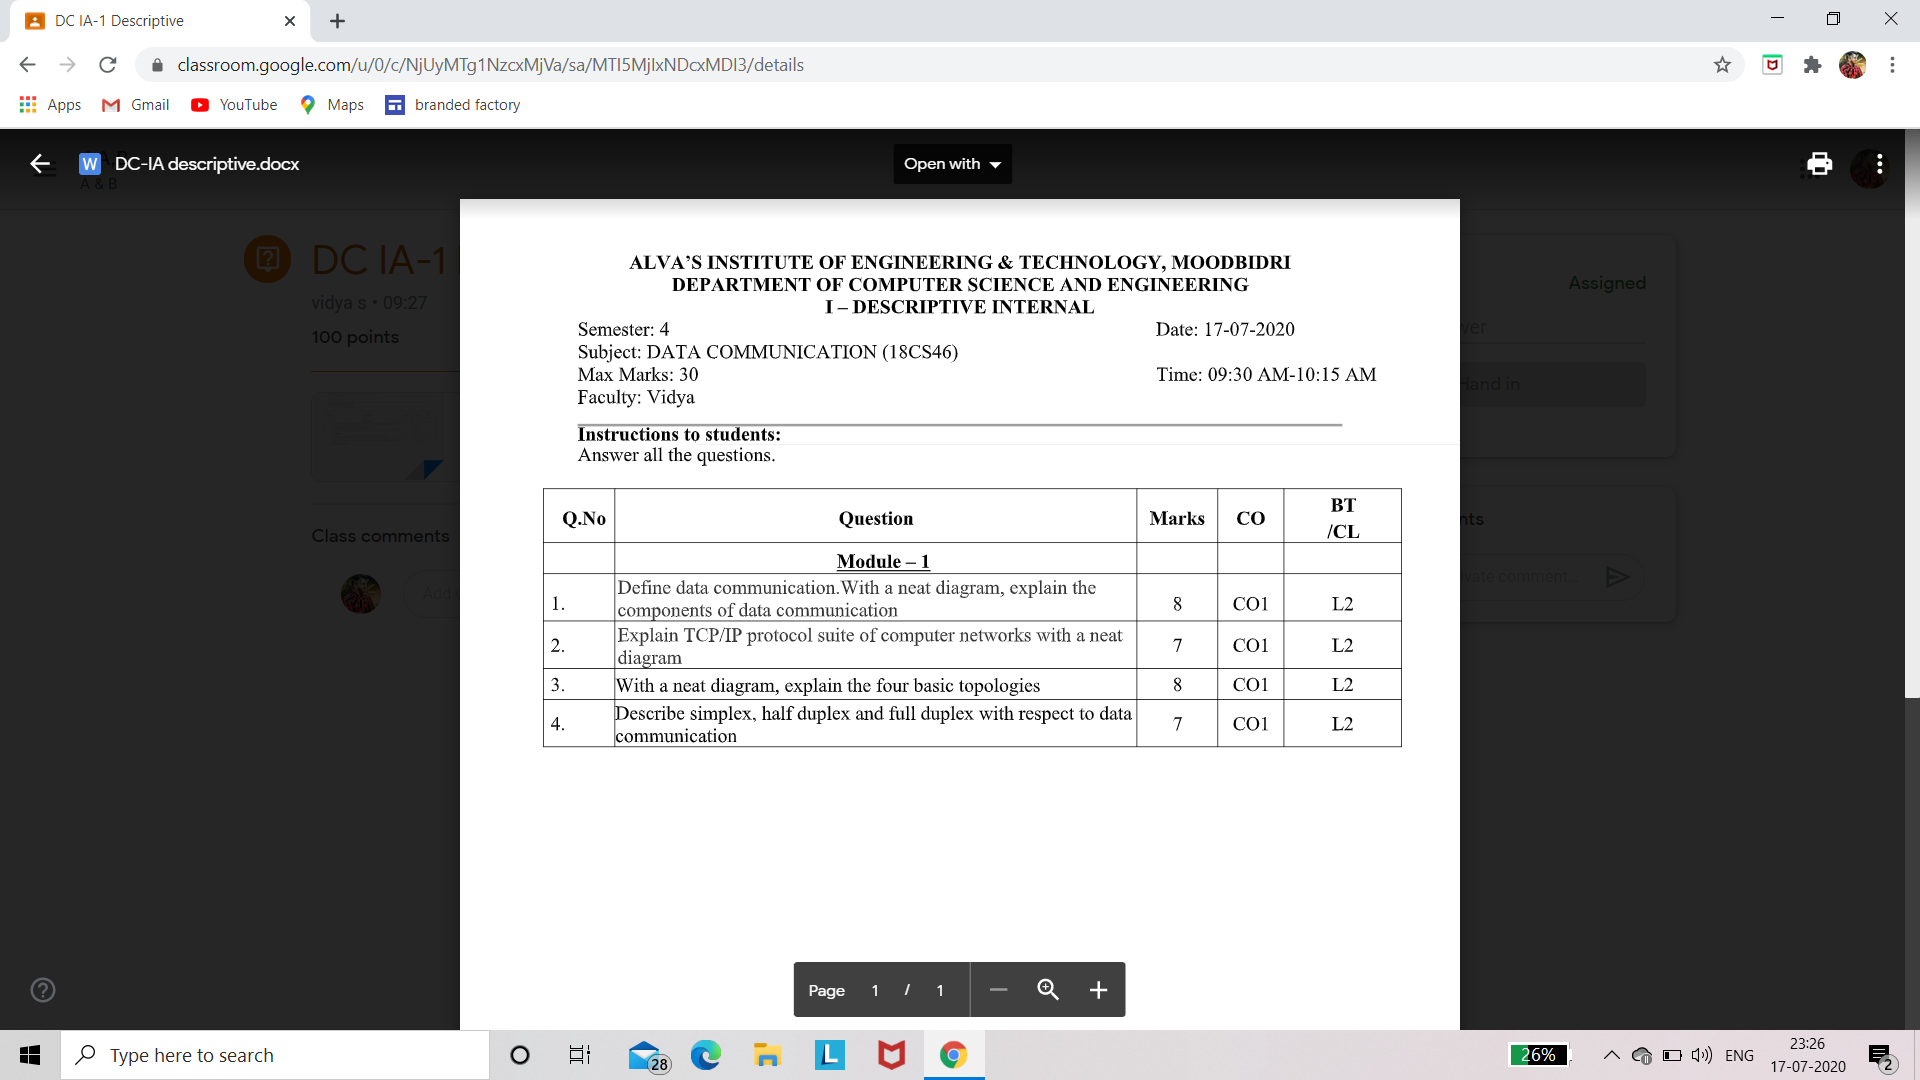 DC IA-1 Descriptive
classroom.google.com/u/0/c/NjUyMTg1NzcxMjVa/sa/MTI5MjIxNDcxMDI3/details
Apps Gmail YouTube Maps branded factory
W DC-IA descriptive.docx Open with
A & B
DC IA-1
vidya s • 09:27
100 points
Assigned
Hand in
Class comments
Add
ivate comment...
ALVA'S INSTITUTE OF ENGINEERING & TECHNOLOGY, MOODBIDRI
DEPARTMENT OF COMPUTER SCIENCE AND ENGINEERING
I – DESCRIPTIVE INTERNAL
Semester: 4 Date: 17-07-2020
Subject: DATA COMMUNICATION (18CS46)
Max Marks: 30 Time: 09:30 AM-10:15 AM
Faculty: Vidya
Instructions to students:
Answer all the questions.
Q.No Question Marks CO BT
/CL
Module – 1
1. Define data communication.With a neat diagram, explain the
components of data communication 8 CO1 L2
2. Explain TCP/IP protocol suite of computer networks with a neat
diagram 7 CO1 L2
3. With a neat diagram, explain the four basic topologies 8 CO1 L2
4. Describe simplex, half duplex and full duplex with respect to data
communication 7 CO1 L2
Page 1 / 1
Type here to search
28
L
26%
ENG
23:26
17-07-2020
2